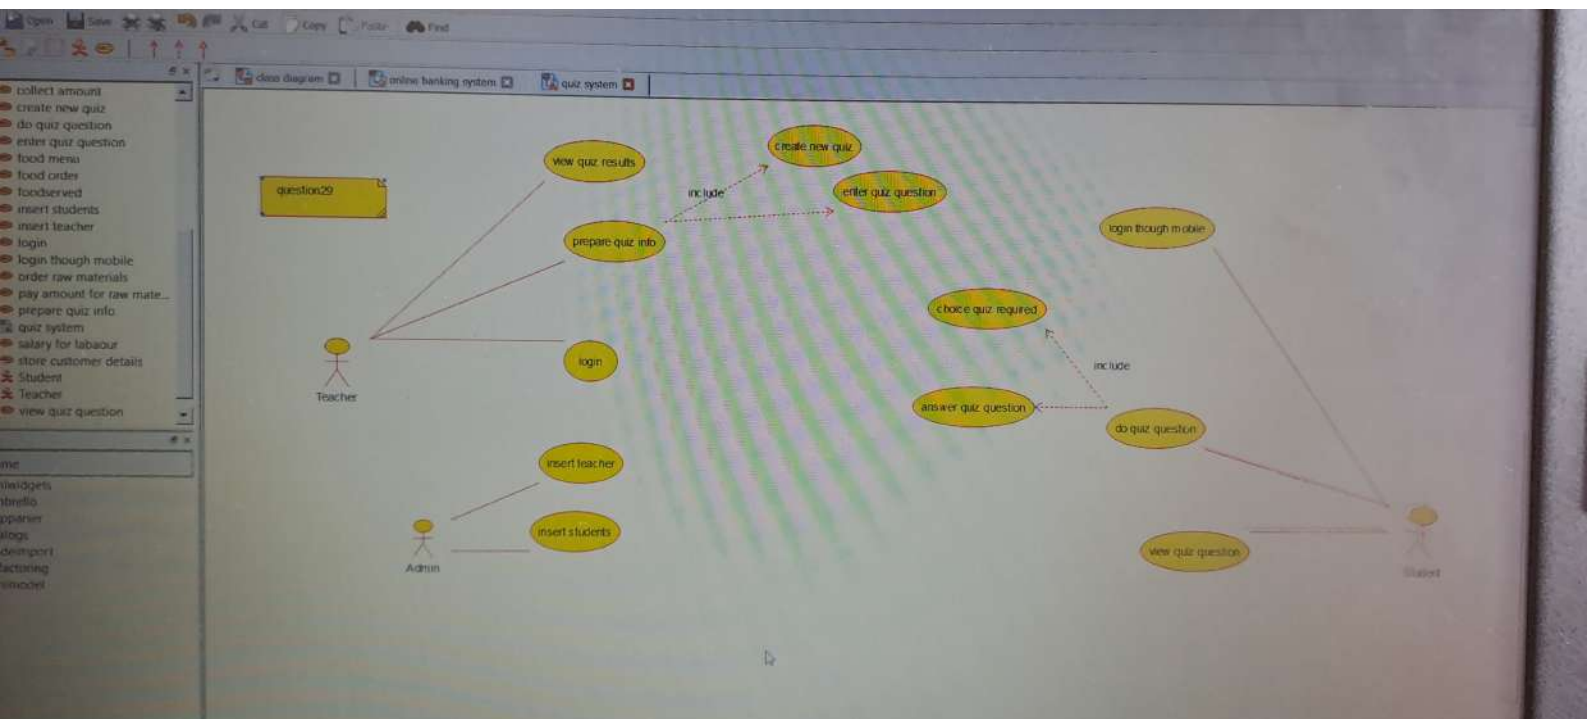 Open Save Cut Copy Paste Find
class diagram online banking system quiz system
collect amount
create new quiz
do quiz question
enter quiz question
food menu
food order
foodserved
insert students
insert teacher
login
login though mobile
order raw materials
pay amount for raw mate...
prepare quiz info
quiz system
salary for labaour
store customer details
Student
Teacher
view quiz question
question29
view quiz results
create new quiz
include
enter quiz question
prepare quiz info
login though mobile
choice quiz required
login
Teacher
include
answer quiz question
do quiz question
insert teacher
insert students
Admin
view quiz question
Student